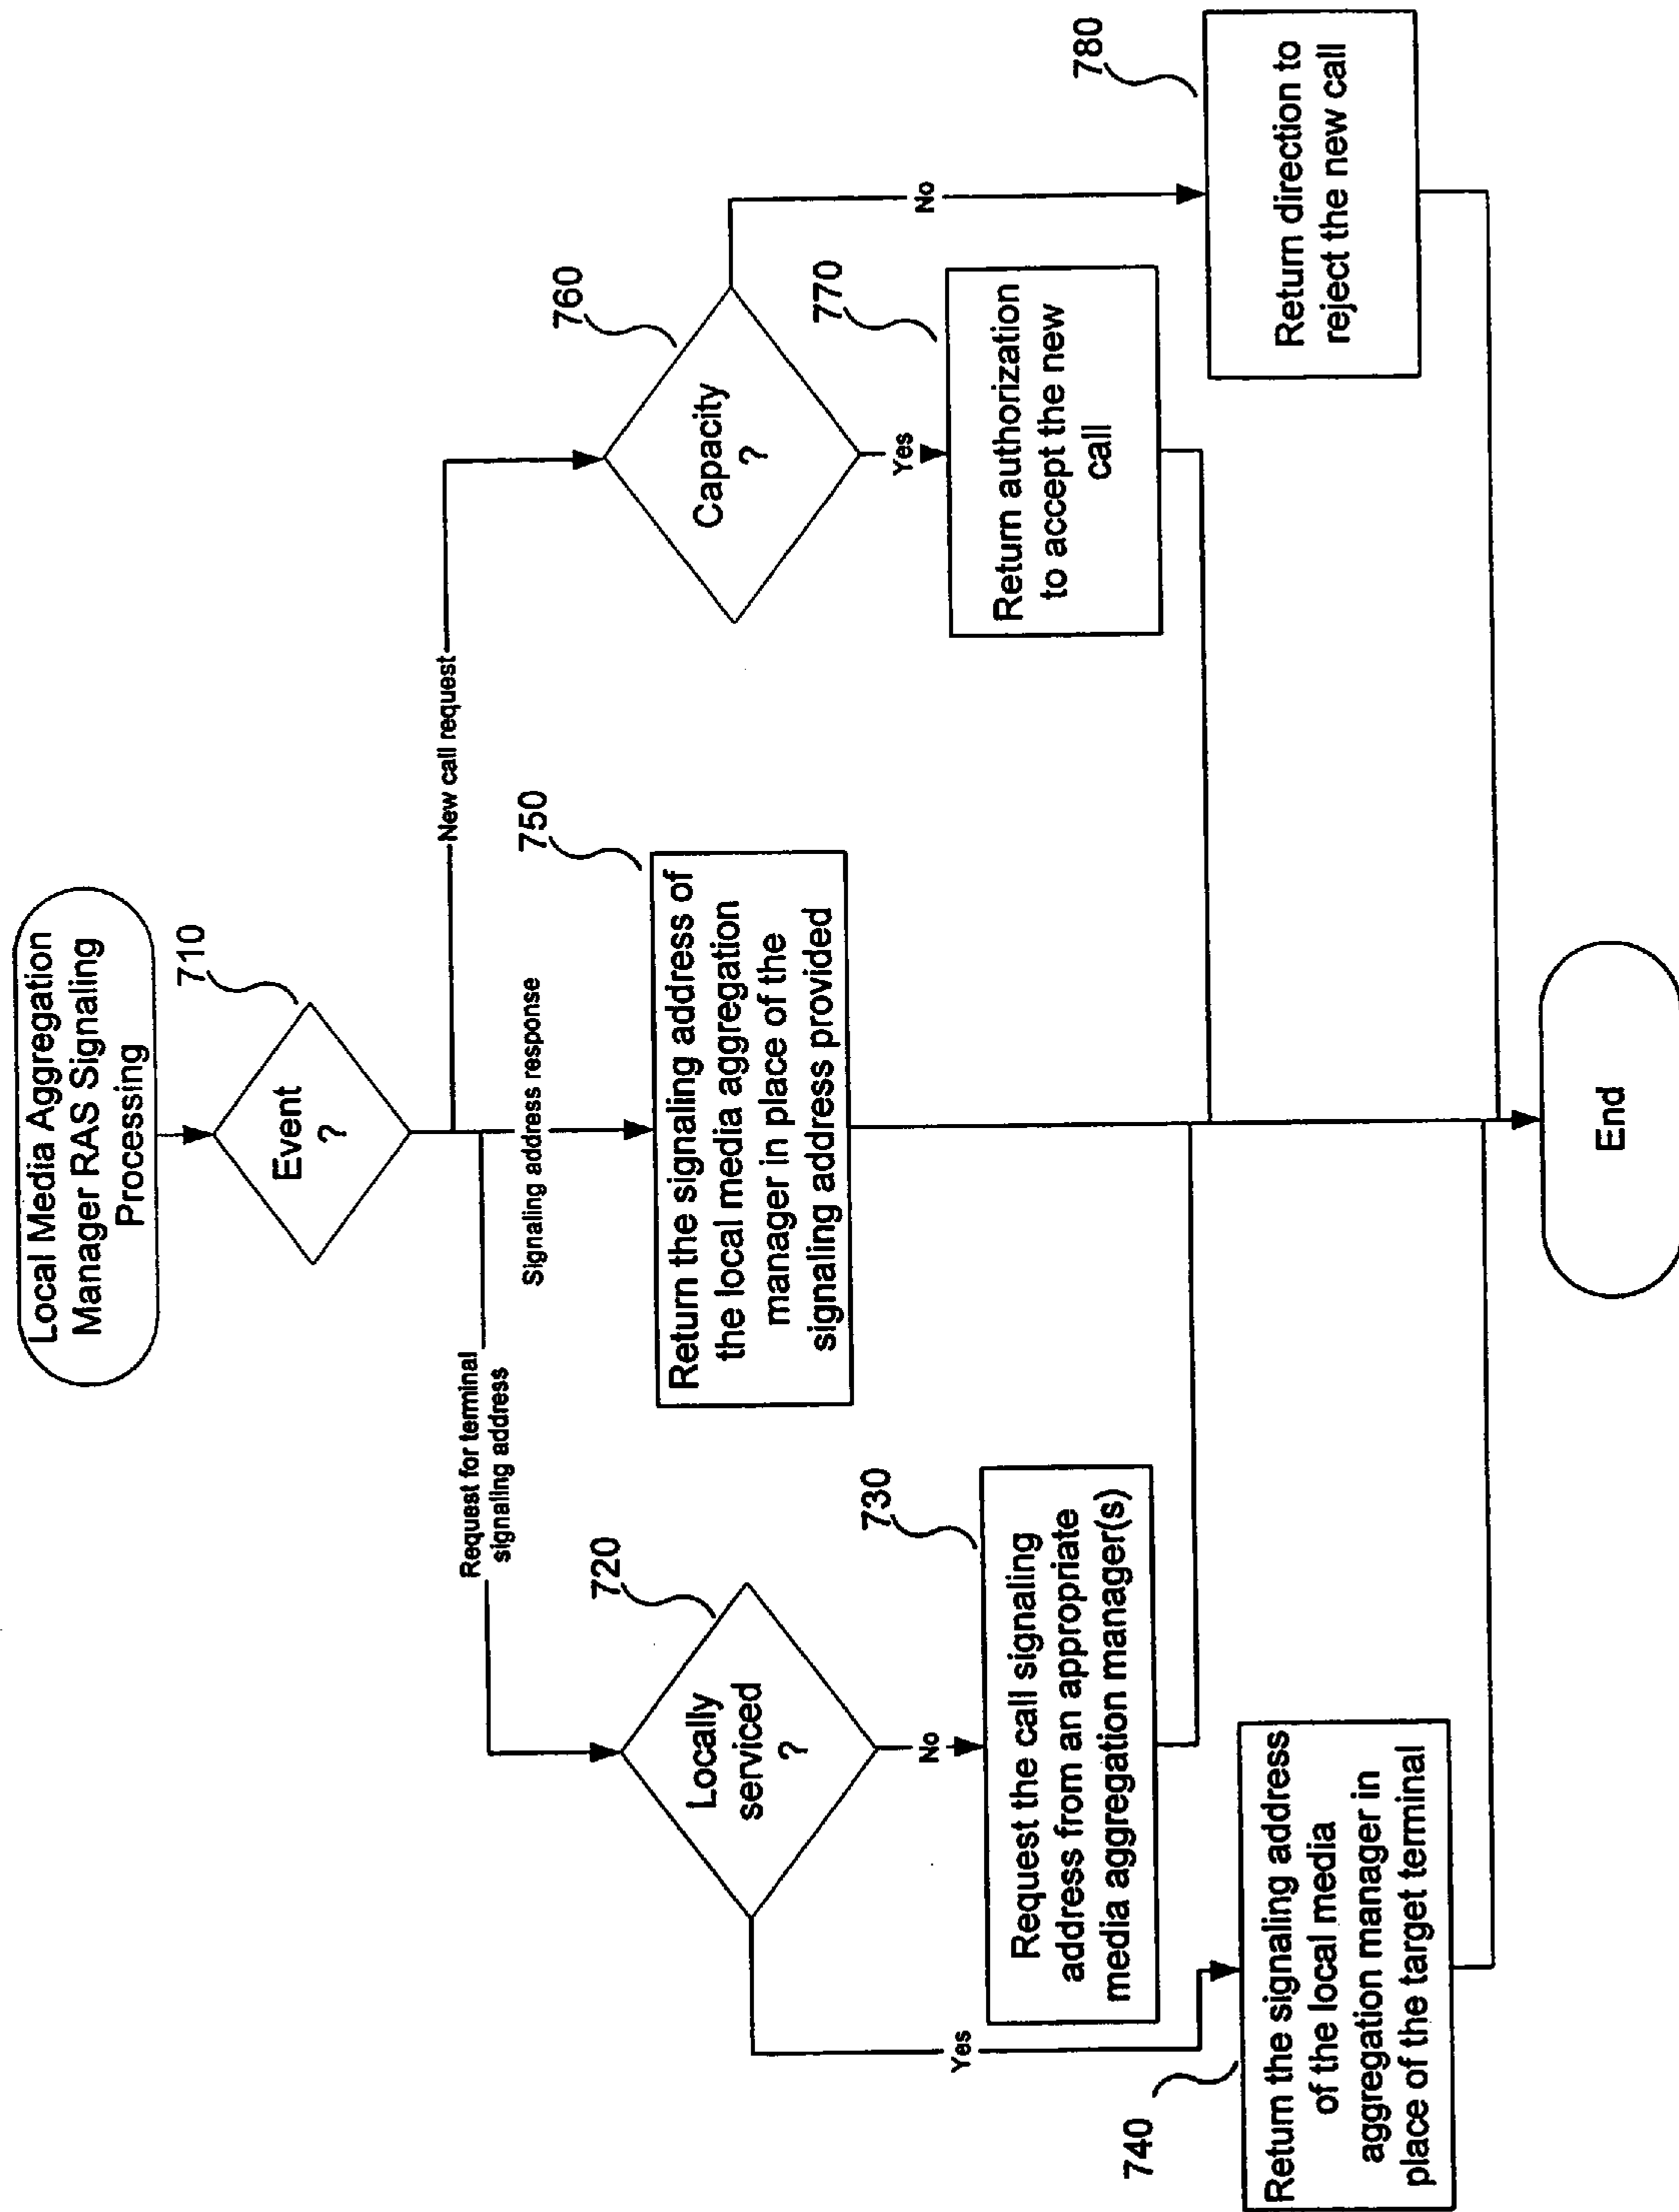 Local Media Aggregation
Manager RAS Signaling
Processing
710
Event
?
Request for terminal
signaling address
Signaling address response
New call request
720
Locally
serviced
?
750
Return the signaling address of
the local media aggregation
manager in place of the
signaling address provided
760
Capacity
?
No
Yes
Yes
No
730
Request the call signaling
address from an appropriate
media aggregation manager(s)
770
Return authorization
to accept the new
call
740
Return the signaling address
of the local media
aggregation manager in
place of the target terminal
780
Return direction to
reject the new call
End